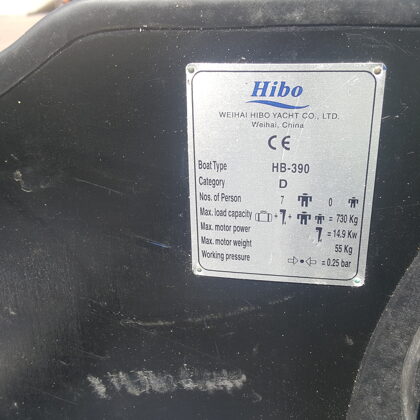 Hibo
WEIHAI HIBO YACHT CO., LTD.
Weihai, China
CE
Boat Type HB-390
Category D
Nos. of Person 7 0
Max. load capacity + + = 730 Kg
Max. motor power = 14.9 Kw
Max. motor weight 55 Kg
Working pressure = 0.25 bar